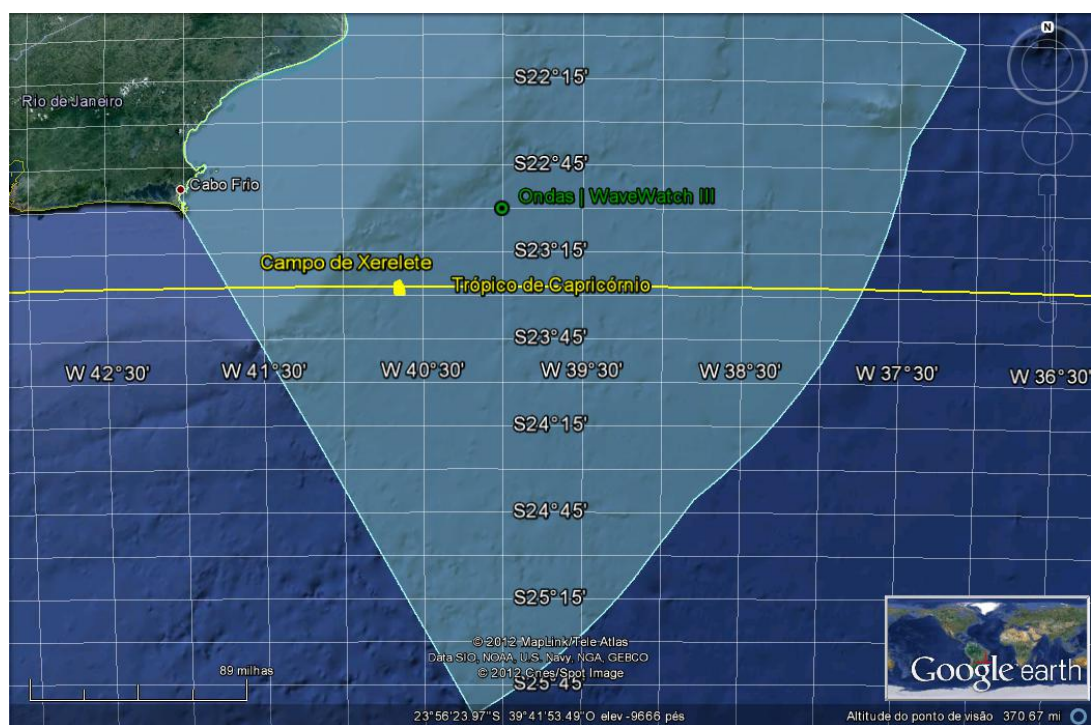 N
S22°15'
Rio de Janeiro
S22°45'
Cabo Frio
Ondas | WaveWatch III
S23°15'
Campo de Xerelete
Trópico de Capricórnio
S23°45'
W 42°30' W 41°30' W 40°30' W 39°30' W 38°30' W 37°30' W 36°30'
S24°15'
S24°45'
S25°15'
© 2012 MapLink/Tele Atlas
Data SIO, NOAA, U.S. Navy, NGA, GEBCO
© 2012 Cnes/Spot Image
89 milhas
S25°45'
Google earth
23°56'23.97"S 39°41'53.49"O elev -9666 pés
Altitude do ponto de visão 370.67 mi